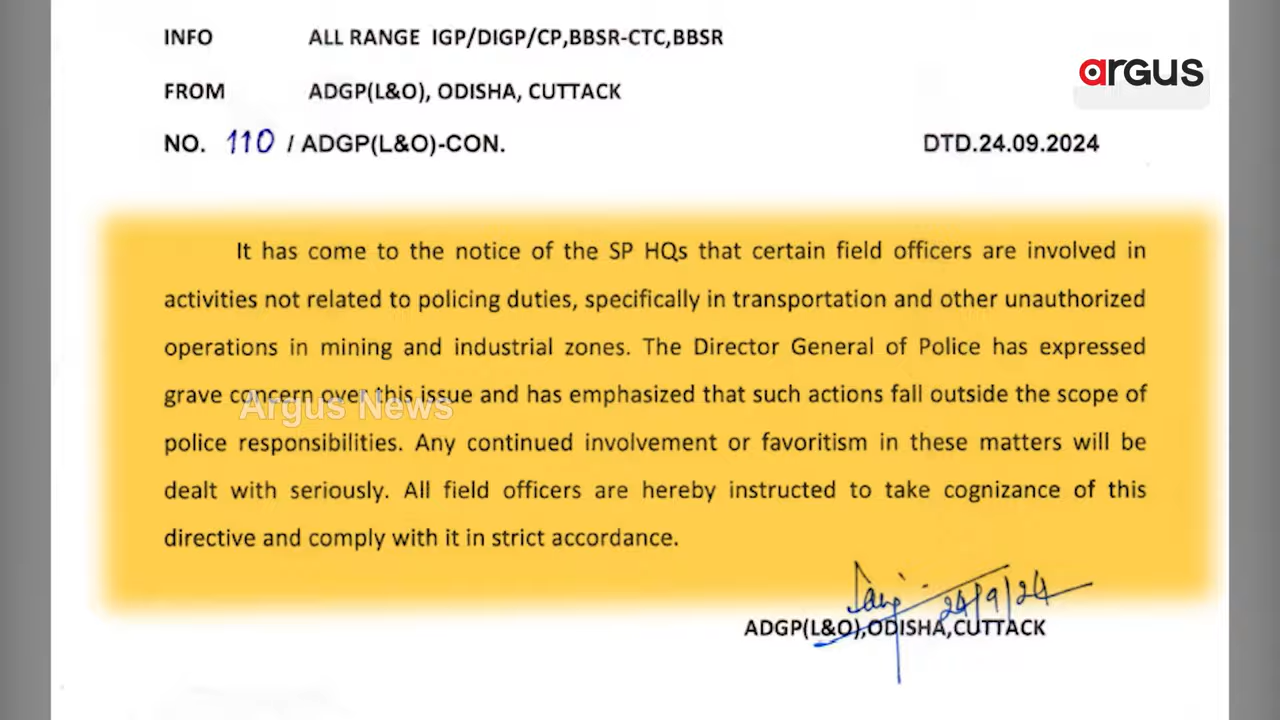 INFO ALL RANGE IGP/DIGP/CP,BBSR-CTC,BBSR
argus
FROM ADGP(L&O), ODISHA, CUTTACK
NO. 110 / ADGP(L&O)-CON. DTD.24.09.2024
It has come to the notice of the SP HQs that certain field officers are involved in
activities not related to policing duties, specifically in transportation and other unauthorized
operations in mining and industrial zones. The Director General of Police has expressed
grave concern over this issue and has emphasized that such actions fall outside the scope of
Argus News
police responsibilities. Any continued involvement or favoritism in these matters will be
dealt with seriously. All field officers are hereby instructed to take cognizance of this
directive and comply with it in strict accordance.
24/9/24
ADGP(L&O),ODISHA,CUTTACK